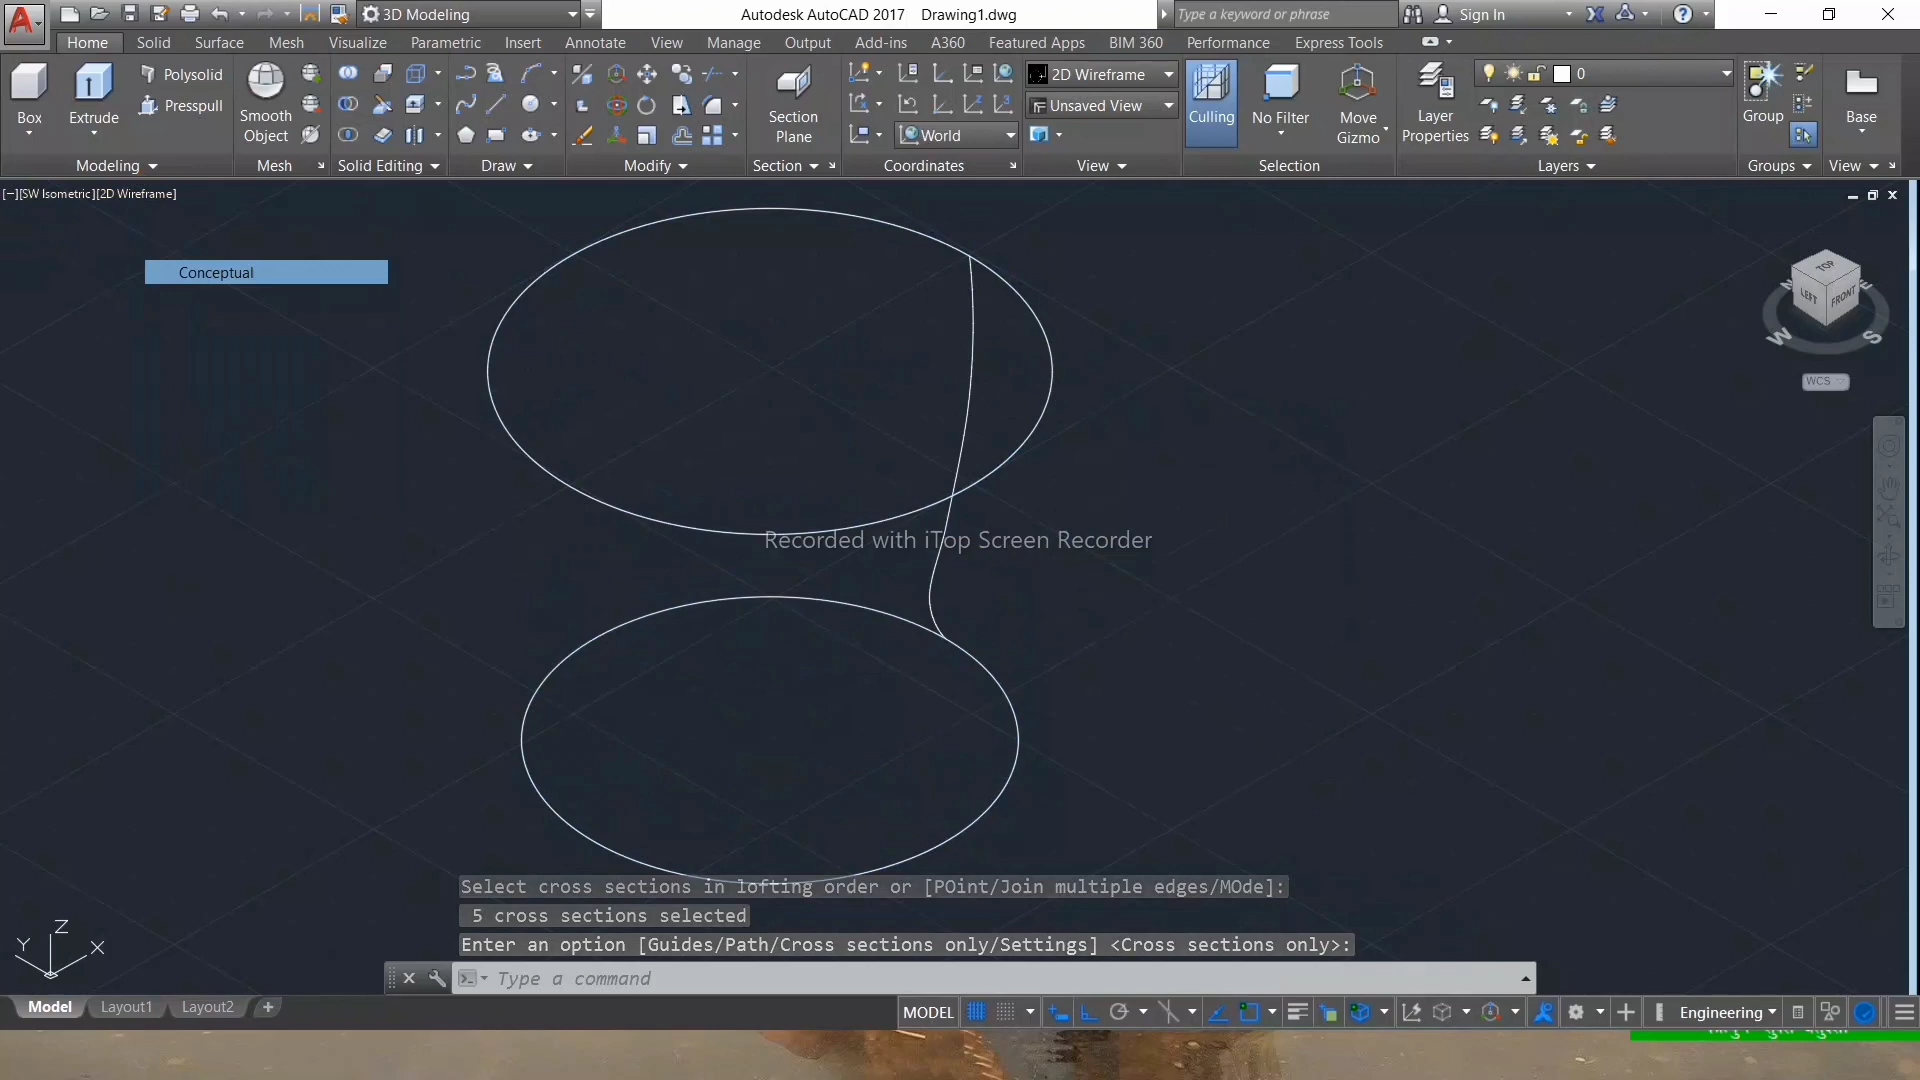 3D Modeling
Autodesk AutoCAD 2017 Drawing1.dwg
Type a keyword or phrase
Sign In
Home Solid Surface Mesh Visualize Parametric Insert Annotate View Manage Output Add-ins A360 Featured Apps BIM 360 Performance Express Tools
Box
Extrude
Polysolid
Presspull
Smooth Object
Section Plane
World
2D Wireframe
Unsaved View
Culling
No Filter
Move Gizmo
Layer Properties
0
Group
Base
Modeling Mesh Solid Editing Draw Modify Section Coordinates View Selection Layers Groups View
[−][SW Isometric][2D Wireframe]
Conceptual
TOP
LEFT FRONT
W S
WCS
Recorded with iTop Screen Recorder
Select cross sections in lofting order or [POint/Join multiple edges/MOde]:
5 cross sections selected
Enter an option [Guides/Path/Cross sections only/Settings] <Cross sections only>:
Z
Y X
Type a command
Model Layout1 Layout2
MODEL
Engineering